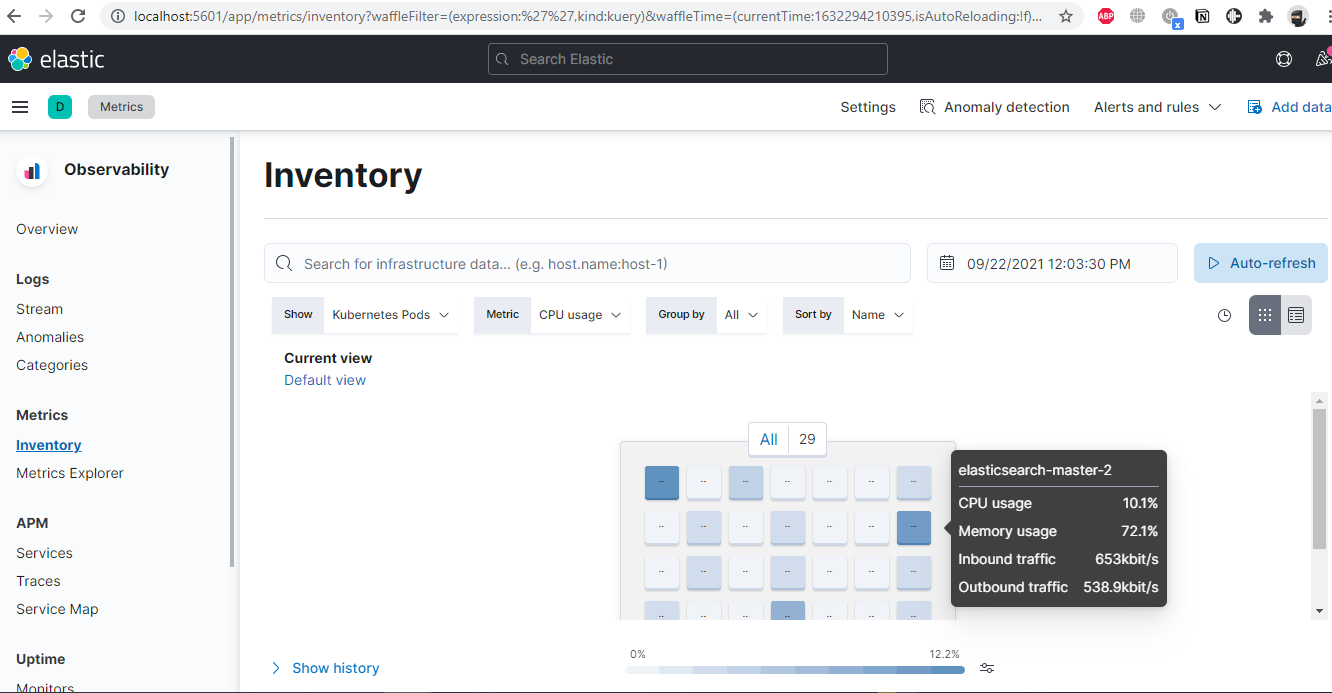 localhost:5601/app/metrics/inventory?waffleFilter=(expression:%27%27,kind:kuery)&waffleTime=(currentTime:1632294210395,isAutoReloading:!f)...
ABP
x
elastic
Search Elastic
D
Metrics
Settings
Anomaly detection
Alerts and rules
Add data
Observability
Overview
Logs
Stream
Anomalies
Categories
Metrics
Inventory
Metrics Explorer
APM
Services
Traces
Service Map
Uptime
Monitors
Inventory
Search for infrastructure data... (e.g. host.name:host-1)
09/22/2021 12:03:30 PM
Auto-refresh
Show Kubernetes Pods
Metric CPU usage
Group by All
Sort by Name
Current view
Default view
All 29
elasticsearch-master-2
CPU usage 10.1%
Memory usage 72.1%
Inbound traffic 653kbit/s
Outbound traffic 538.9kbit/s
Show history
0% 12.2%